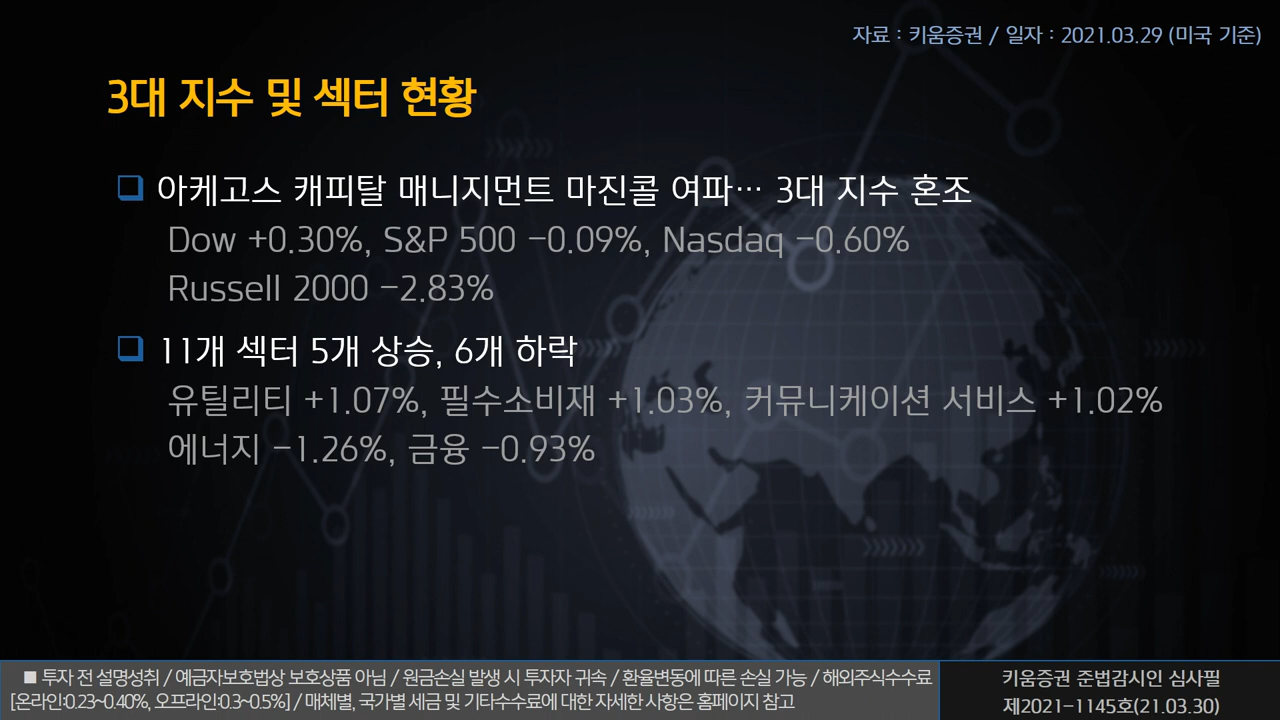 자료 : 키움증권 / 일자 : 2021.03.29 (미국 기준)
3대 지수 및 섹터 현황
❏ 아케고스 캐피탈 매니지먼트 마진콜 여파… 3대 지수 혼조
Dow +0.30%, S&P 500 -0.09%, Nasdaq -0.60%
Russell 2000 -2.83%
❏ 11개 섹터 5개 상승, 6개 하락
유틸리티 +1.07%, 필수소비재 +1.03%, 커뮤니케이션 서비스 +1.02%
에너지 -1.26%, 금융 -0.93%
■ 투자 전 설명성취 / 예금자보호법상 보호상품 아님 / 원금손실 발생 시 투자자 귀속 / 환율변동에 따른 손실 가능 / 해외주식수수료
[온라인:0.23~0.40%, 오프라인:0.3~0.5%] / 매체별, 국가별 세금 및 기타수수료에 대한 자세한 사항은 홈페이지 참고
키움증권 준법감시인 심사필
제2021-1145호(21.03.30)